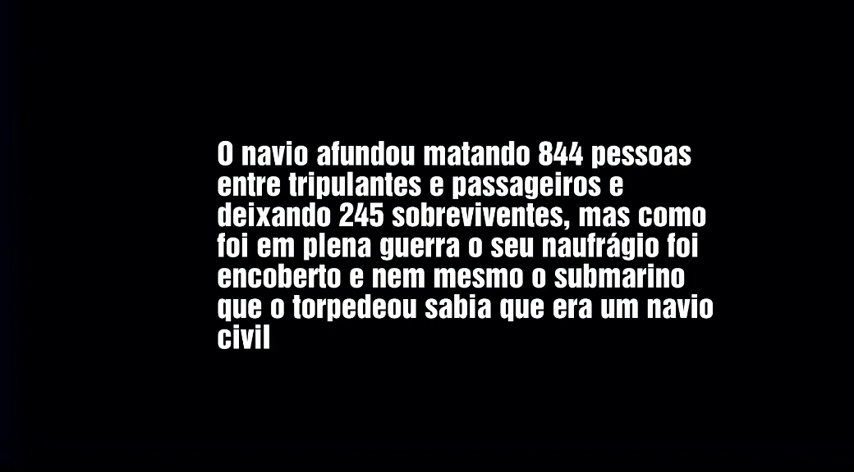 O navio afundou matando 844 pessoas
entre tripulantes e passageiros e
deixando 245 sobreviventes, mas como
foi em plena guerra o seu naufrágio foi
encoberto e nem mesmo o submarino
que o torpedeou sabia que era um navio
civil